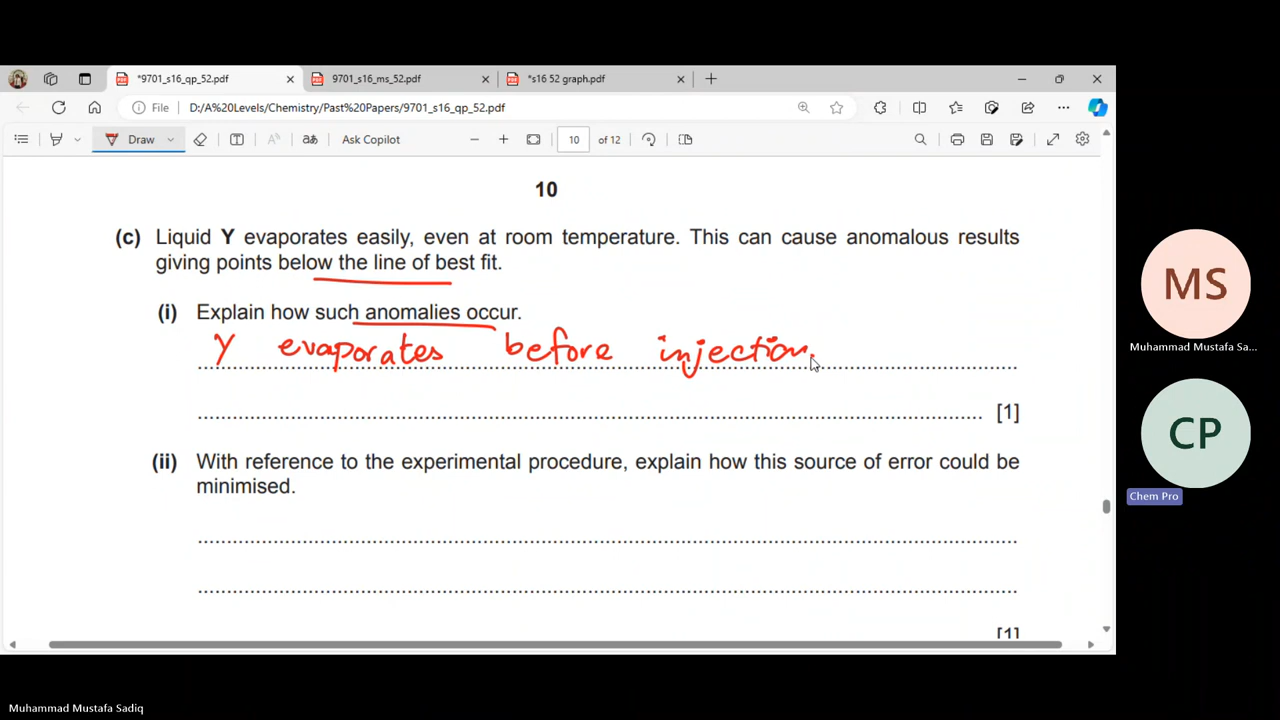 *9701_s16_qp_52.pdf
9701_s16_ms_52.pdf
*s16 52 graph.pdf
File
D:/A%20Levels/Chemistry/Past%20Papers/9701_s16_qp_52.pdf
Draw
Ask Copilot
10 of 12
10
(c) Liquid Y evaporates easily, even at room temperature. This can cause anomalous results
giving points below the line of best fit.
(i) Explain how such anomalies occur.
Y evaporates before injection.
[1]
(ii) With reference to the experimental procedure, explain how this source of error could be
minimised.
[1]
MS
Muhammad Mustafa Sa...
CP
Chem Pro
Muhammad Mustafa Sadiq